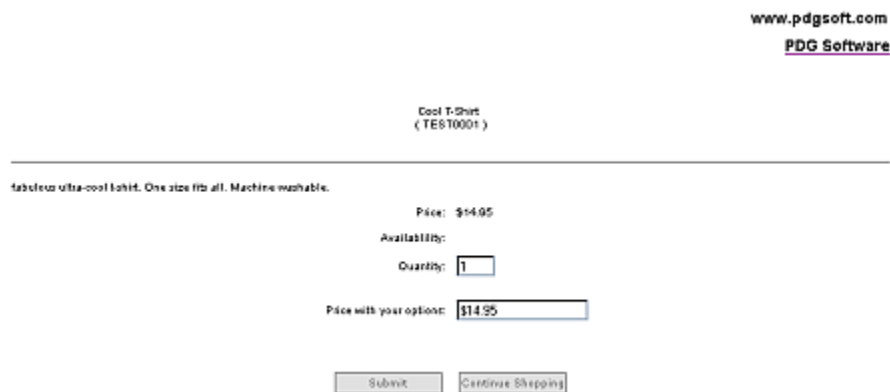 www.pdgsoft.com
PDG Software
Cool T-Shirt
( TEST0001 )
fabulous ultra-cool t-shirt. One size fits all. Machine washable.
Price: $14.95
Availability:
Quantity: 1
Price with your options: $14.95
Submit Continue Shopping